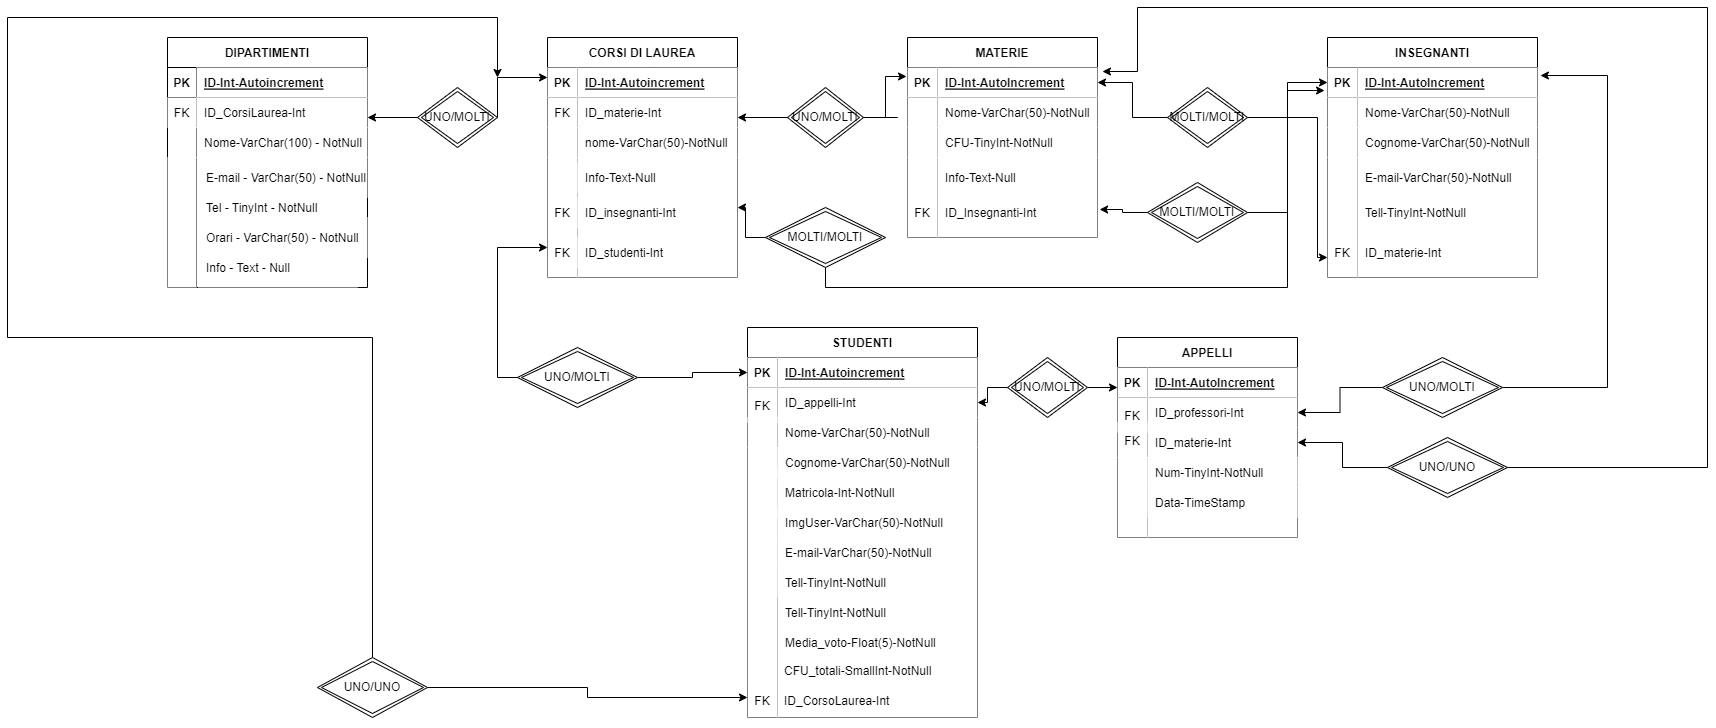 DIPARTIMENTI
PK ID-Int-Autoincrement
FK ID_CorsiLaurea-Int
Nome-VarChar(100) - NotNull
E-mail - VarChar(50) - NotNull
Tel - TinyInt - NotNull
Orari - VarChar(50) - NotNull
Info - Text - Null
UNO/MOLTI
CORSI DI LAUREA
PK ID-Int-Autoincrement
FK ID_materie-Int
nome-VarChar(50)-NotNull
Info-Text-Null
FK ID_insegnanti-Int
FK ID_studenti-Int
UNO/MOLTI
MOLTI/MOLTI
MATERIE
PK ID-Int-AutoIncrement
Nome-VarChar(50)-NotNull
CFU-TinyInt-NotNull
Info-Text-Null
FK ID_Insegnanti-Int
MOLTI/MOLTI
MOLTI/MOLTI
INSEGNANTI
PK ID-Int-AutoIncrement
Nome-VarChar(50)-NotNull
Cognome-VarChar(50)-NotNull
E-mail-VarChar(50)-NotNull
Tell-TinyInt-NotNull
FK ID_materie-Int
UNO/MOLTI
STUDENTI
PK ID-Int-Autoincrement
FK ID_appelli-Int
Nome-VarChar(50)-NotNull
Cognome-VarChar(50)-NotNull
Matricola-Int-NotNull
ImgUser-VarChar(50)-NotNull
E-mail-VarChar(50)-NotNull
Tell-TinyInt-NotNull
Tell-TinyInt-NotNull
Media_voto-Float(5)-NotNull
CFU_totali-SmallInt-NotNull
FK ID_CorsoLaurea-Int
UNO/MOLTI
APPELLI
PK ID-Int-AutoIncrement
FK ID_professori-Int
FK ID_materie-Int
Num-TinyInt-NotNull
Data-TimeStamp
UNO/MOLTI
UNO/UNO
UNO/UNO